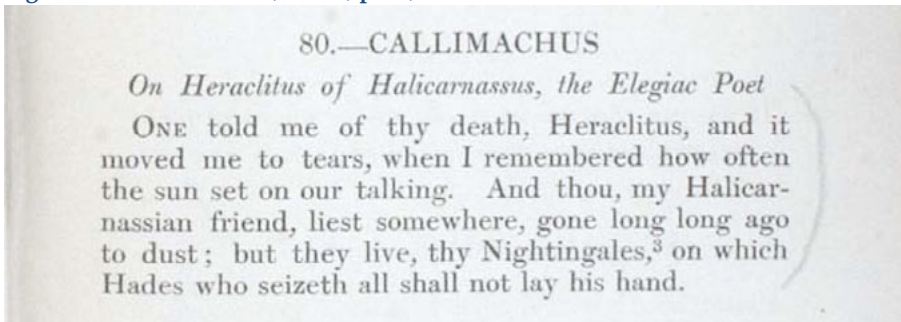 80.—CALLIMACHUS
On Heraclitus of Halicarnassus, the Elegiac Poet
ONE told me of thy death, Heraclitus, and it
moved me to tears, when I remembered how often
the sun set on our talking. And thou, my Halicar-
nassian friend, liest somewhere, gone long long ago
to dust; but they live, thy Nightingales,³ on which
Hades who seizeth all shall not lay his hand.